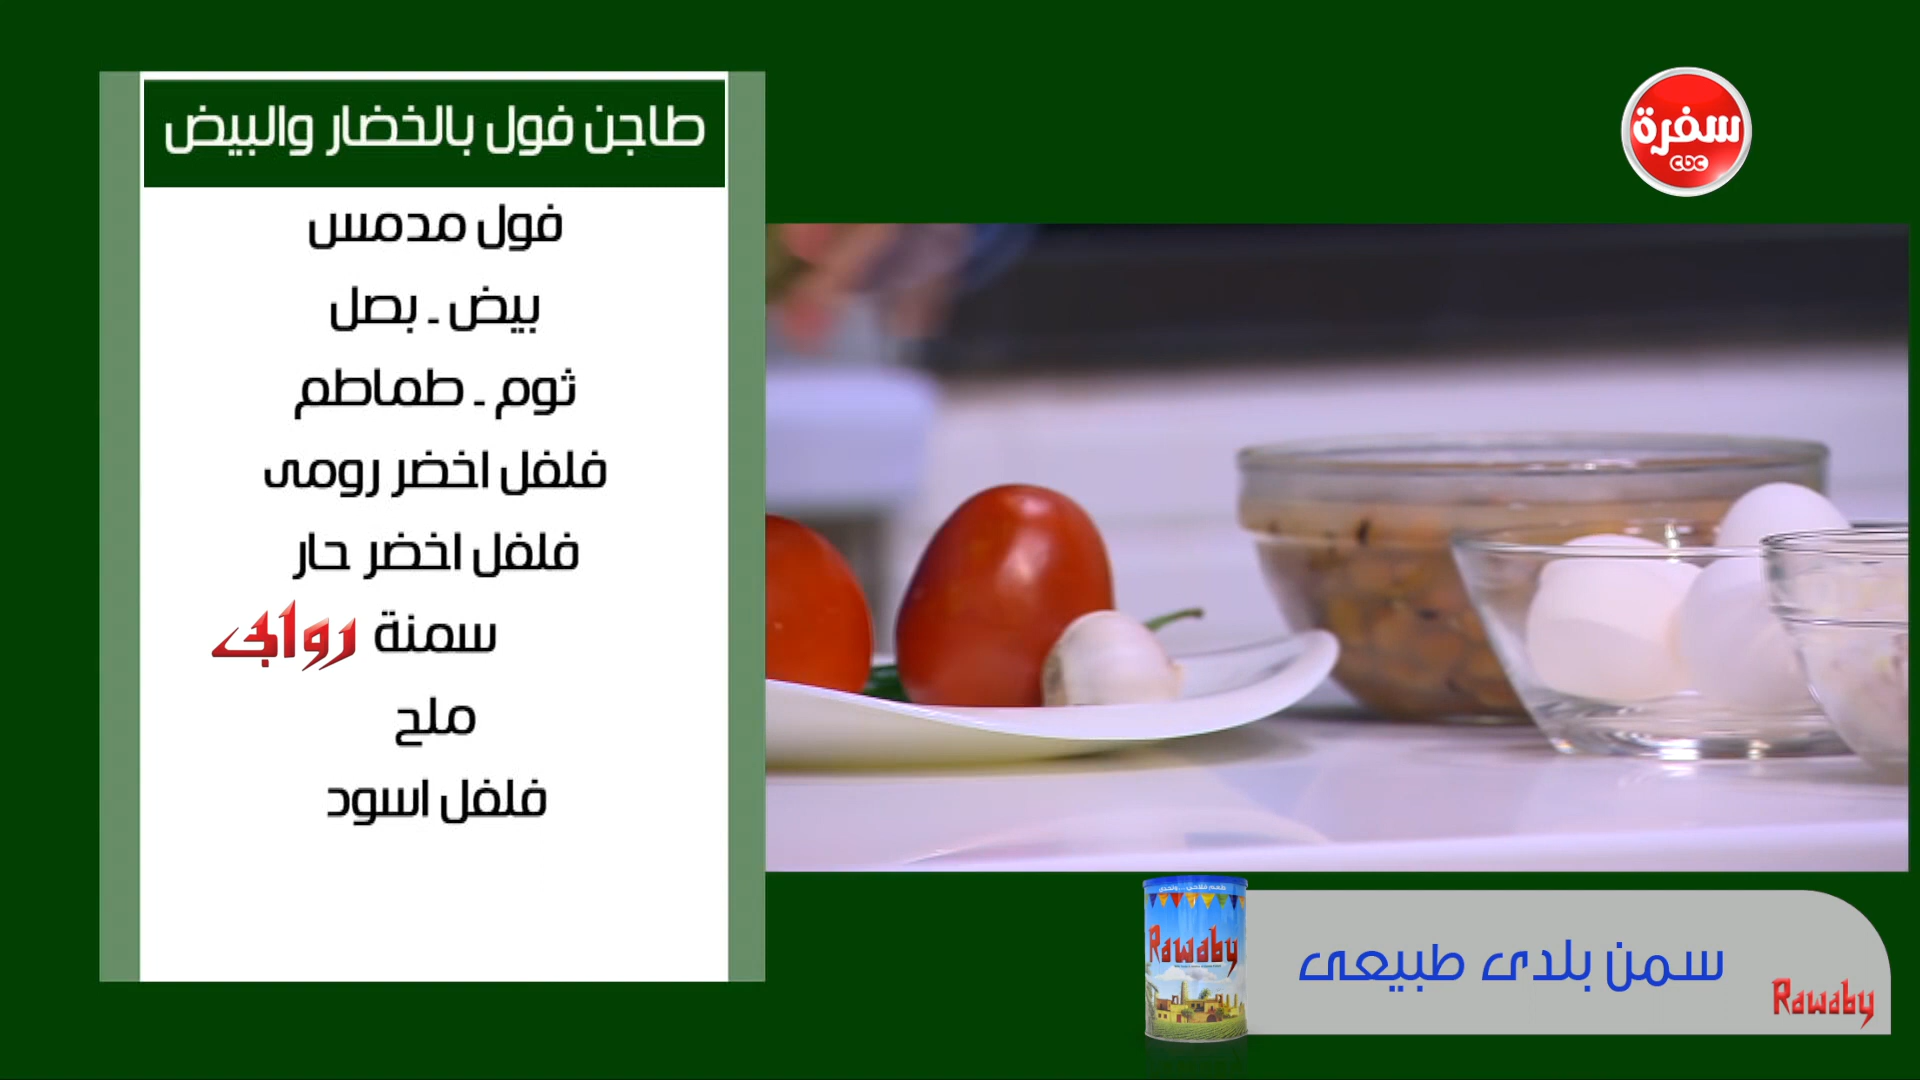 طاجن فول بالخضار والبيض
فول مدمس
بيض - بصل
ثوم - طماطم
فلفل اخضر رومى
فلفل اخضر حار
سمنة روابى
ملح
فلفل اسود
سفرة
cbc
Rawaby
سمن بلدى طبيعى
Rawaby